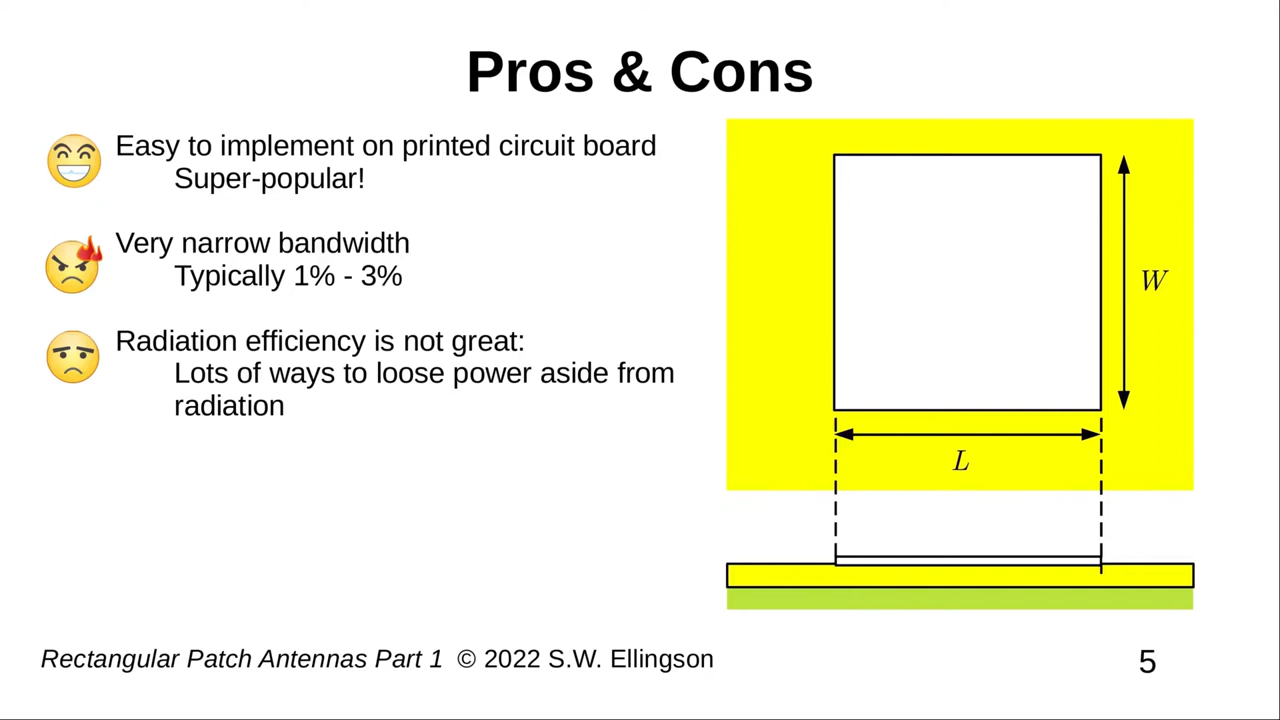 Pros & Cons
Easy to implement on printed circuit board
Super-popular!
Very narrow bandwidth
Typically 1% - 3%
Radiation efficiency is not great:
Lots of ways to loose power aside from
radiation
W
L
Rectangular Patch Antennas Part 1 © 2022 S.W. Ellingson
5